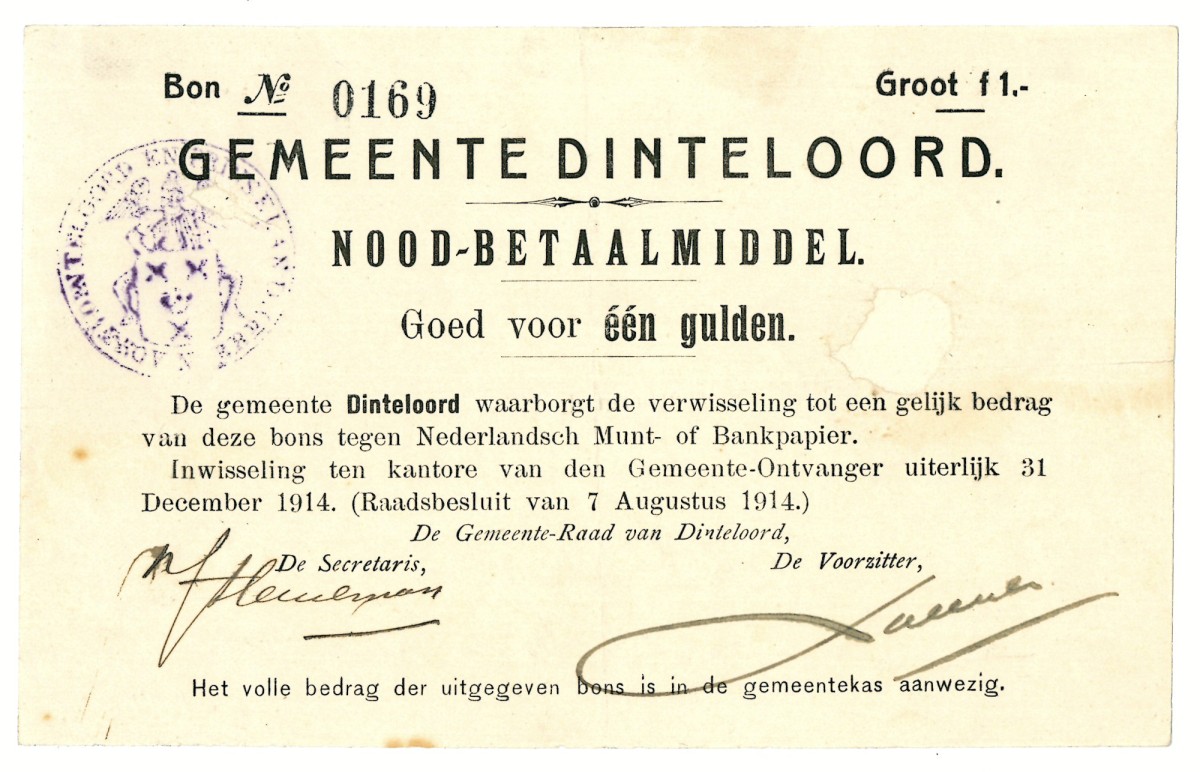 Bon № 0169 Groot f 1.-
GEMEENTE DINTELOORD.
NOOD-BETAALMIDDEL.
Goed voor één gulden.
De gemeente Dinteloord waarborgt de verwisseling tot een gelijk bedrag
van deze bons tegen Nederlandsch Munt- of Bankpapier.
Inwisseling ten kantore van den Gemeente-Ontvanger uiterlijk 31
December 1914. (Raadsbesluit van 7 Augustus 1914.)
De Gemeente-Raad van Dinteloord,
De Secretaris, De Voorzitter,
Het volle bedrag der uitgegeven bons is in de gemeentekas aanwezig.